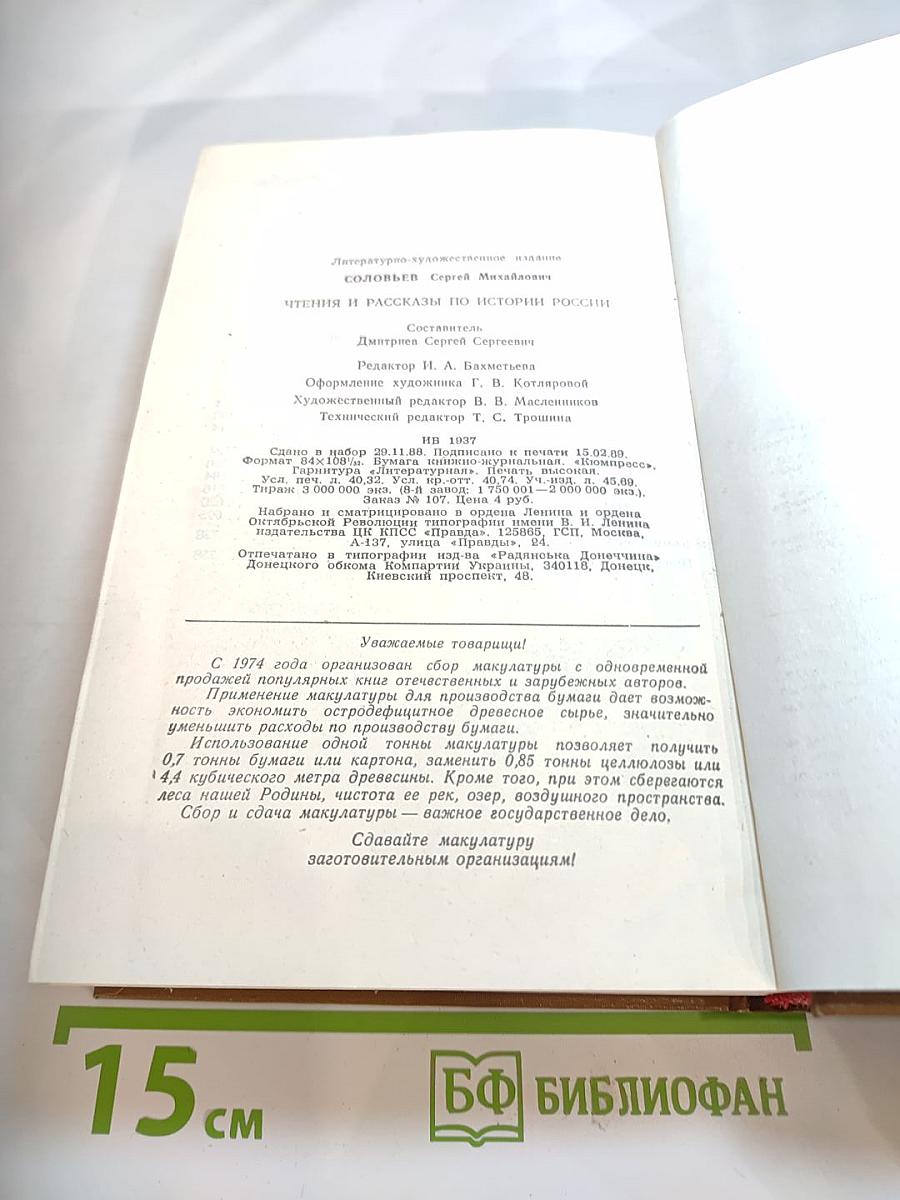 Литературно-художественное издание
СОЛОВЬЕВ Сергей Михайлович
ЧТЕНИЯ И РАССКАЗЫ ПО ИСТОРИИ РОССИИ
Составитель
Дмитриев Сергей Сергеевич
Редактор И. А. Бахметьева
Оформление художника Г. В. Котляровой
Художественный редактор В. В. Масленников
Технический редактор Т. С. Трошина
ИВ 1937
Сдано в набор 29.11.88. Подписано к печати 15.02.89.
Формат 84×108¹/₃₂. Бумага книжно-журнальная. «Кюмпресс».
Гарнитура «Литературная». Печать высокая.
Усл. печ. л. 40,32. Усл. кр.-отт. 40,74. Уч.-изд. л. 45,69.
Тираж 3 000 000 экз. (8-й завод: 1 750 001—2 000 000 экз.).
Заказ № 107. Цена 4 руб.
Набрано и сматрицировано в ордена Ленина и ордена
Октябрьской Революции типографии имени В. И. Ленина
издательства ЦК КПСС «Правда». 125865, ГСП, Москва,
А-137, улица «Правды», 24.
Отпечатано в типографии изд-ва «Радянська Донеччина»
Донецкого обкома Компартии Украины, 340118, Донецк,
Киевский проспект, 48.
Уважаемые товарищи!
С 1974 года организован сбор макулатуры с одновременной
продажей популярных книг отечественных и зарубежных авторов.
Применение макулатуры для производства бумаги дает возмож-
ность экономить остродефицитное древесное сырье, значительно
уменьшить расходы по производству бумаги.
Использование одной тонны макулатуры позволяет получить
0,7 тонны бумаги или картона, заменить 0,85 тонны целлюлозы или
4,4 кубического метра древесины. Кроме того, при этом сберегаются
леса нашей Родины, чистота ее рек, озер, воздушного пространства.
Сбор и сдача макулатуры — важное государственное дело.
Сдавайте макулатуру
заготовительным организациям!
15 см
БФ БИБЛИОФАН